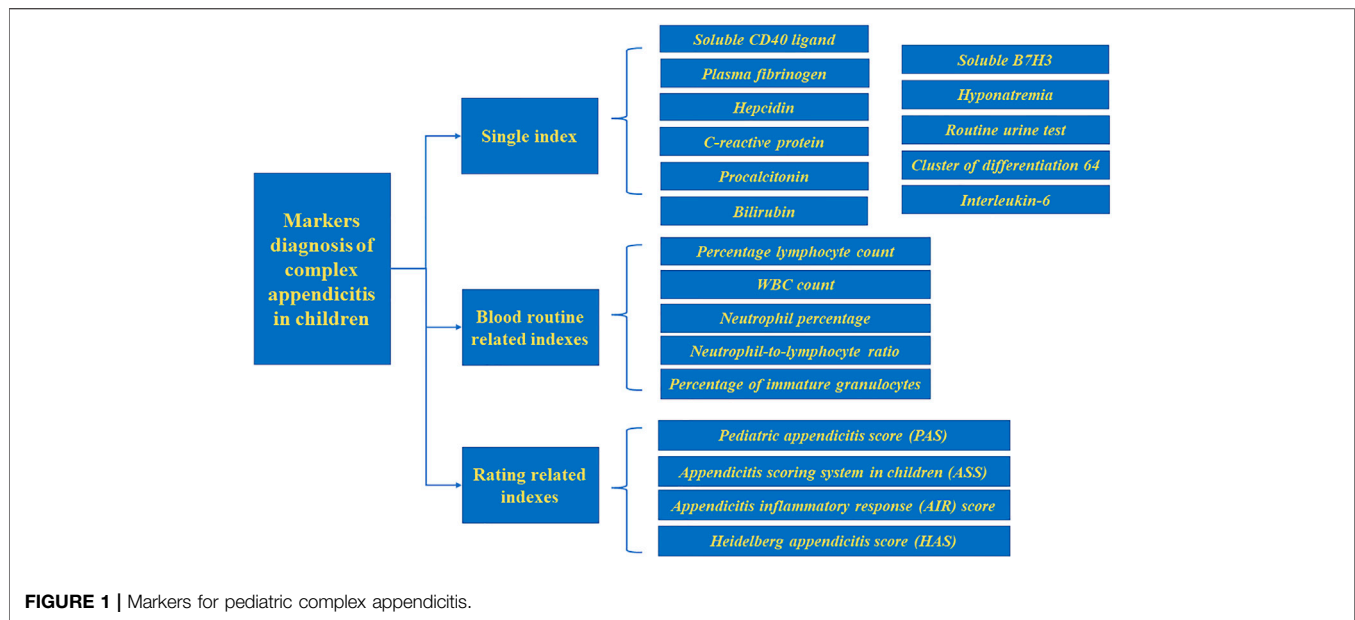 Markers
diagnosis of
complex
appendicitis
in children
Single index
Soluble CD40 ligand
Plasma fibrinogen
Hepcidin
C-reactive protein
Procalcitonin
Bilirubin
Soluble B7H3
Hyponatremia
Routine urine test
Cluster of differentiation 64
Interleukin-6
Blood routine
related indexes
Percentage lymphocyte count
WBC count
Neutrophil percentage
Neutrophil-to-lymphocyte ratio
Percentage of immature granulocytes
Rating related
indexes
Pediatric appendicitis score (PAS)
Appendicitis scoring system in children (ASS)
Appendicitis inflammatory response (AIR) score
Heidelberg appendicitis score (HAS)
FIGURE 1 | Markers for pediatric complex appendicitis.